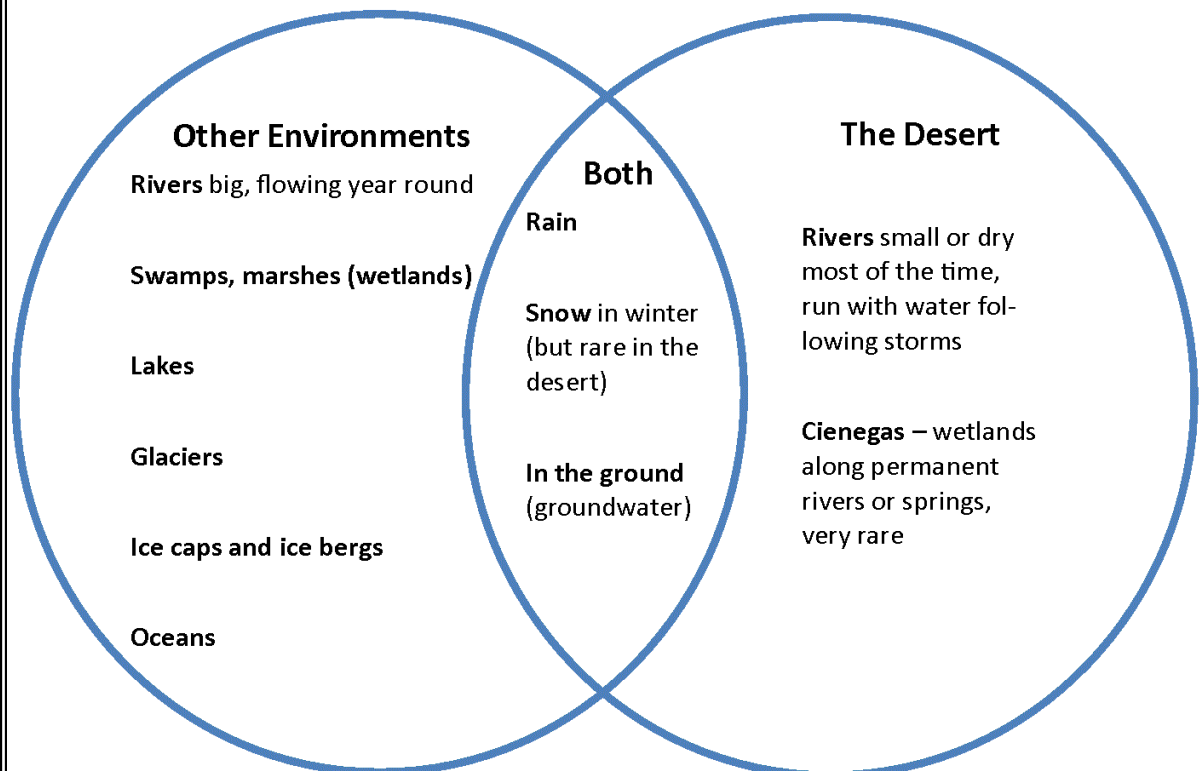 Other Environments
Rivers big, flowing year round
Swamps, marshes (wetlands)
Lakes
Glaciers
Ice caps and ice bergs
Oceans
Both
Rain
Snow in winter
(but rare in the
desert)
In the ground
(groundwater)
The Desert
Rivers small or dry
most of the time,
run with water fol-
lowing storms
Cienegas – wetlands
along permanent
rivers or springs,
very rare